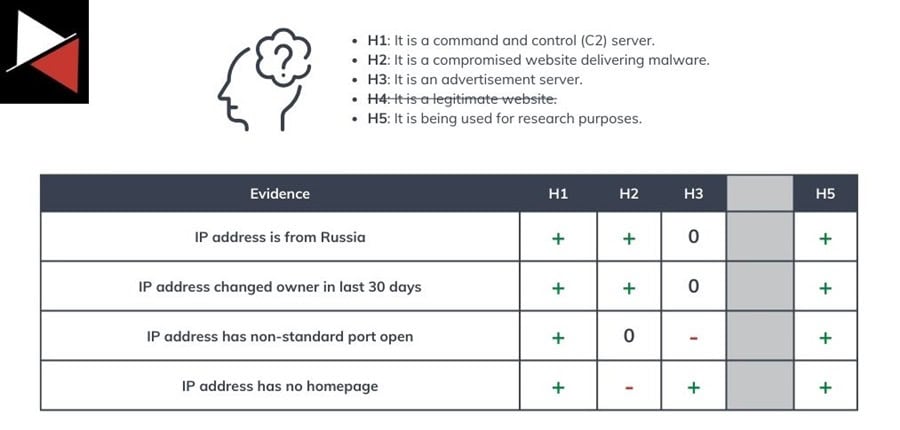 ?
• H1: It is a command and control (C2) server.
• H2: It is a compromised website delivering malware.
• H3: It is an advertisement server.
• H4: It is a legitimate website.
• H5: It is being used for research purposes.
Evidence H1 H2 H3 H5
IP address is from Russia + + 0 +
IP address changed owner in last 30 days + + 0 +
IP address has non-standard port open + 0 - +
IP address has no homepage + - + +